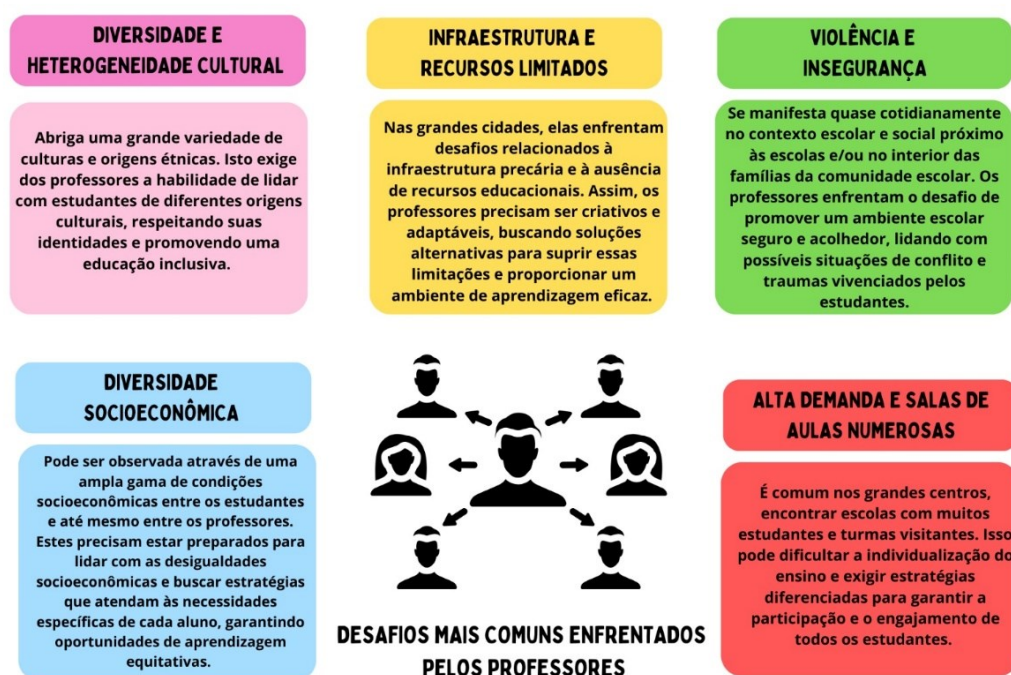 DIVERSIDADE E
HETEROGENEIDADE CULTURAL
Abriga uma grande variedade de
culturas e origens étnicas. Isto exige
dos professores a habilidade de lidar
com estudantes de diferentes origens
culturais, respeitando suas
identidades e promovendo uma
educação inclusiva.
INFRAESTRUTURA E
RECURSOS LIMITADOS
Nas grandes cidades, elas enfrentam
desafios relacionados à
infraestrutura precária e à ausência
de recursos educacionais. Assim, os
professores precisam ser criativos e
adaptáveis, buscando soluções
alternativas para suprir essas
limitações e proporcionar um
ambiente de aprendizagem eficaz.
VIOLÊNCIA E
INSEGURANÇA
Se manifesta quase cotidianamente
no contexto escolar e social próximo
às escolas e/ou no interior das
famílias da comunidade escolar. Os
professores enfrentam o desafio de
promover um ambiente escolar
seguro e acolhedor, lidando com
possíveis situações de conflito e
traumas vivenciados pelos
estudantes.
DIVERSIDADE
SOCIOECONÔMICA
Pode ser observada através de uma
ampla gama de condições
socioeconômicas entre os estudantes
e até mesmo entre os professores.
Estes precisam estar preparados para
lidar com as desigualdades
socioeconômicas e buscar estratégias
que atendam às necessidades
específicas de cada aluno, garantindo
oportunidades de aprendizagem
equitativas.
DESAFIOS MAIS COMUNS ENFRENTADOS
PELOS PROFESSORES
ALTA DEMANDA E SALAS DE
AULAS NUMEROSAS
É comum nos grandes centros,
encontrar escolas com muitos
estudantes e turmas visitantes. Isso
pode dificultar a individualização do
ensino e exigir estratégias
diferenciadas para garantir a
participação e o engajamento de
todos os estudantes.